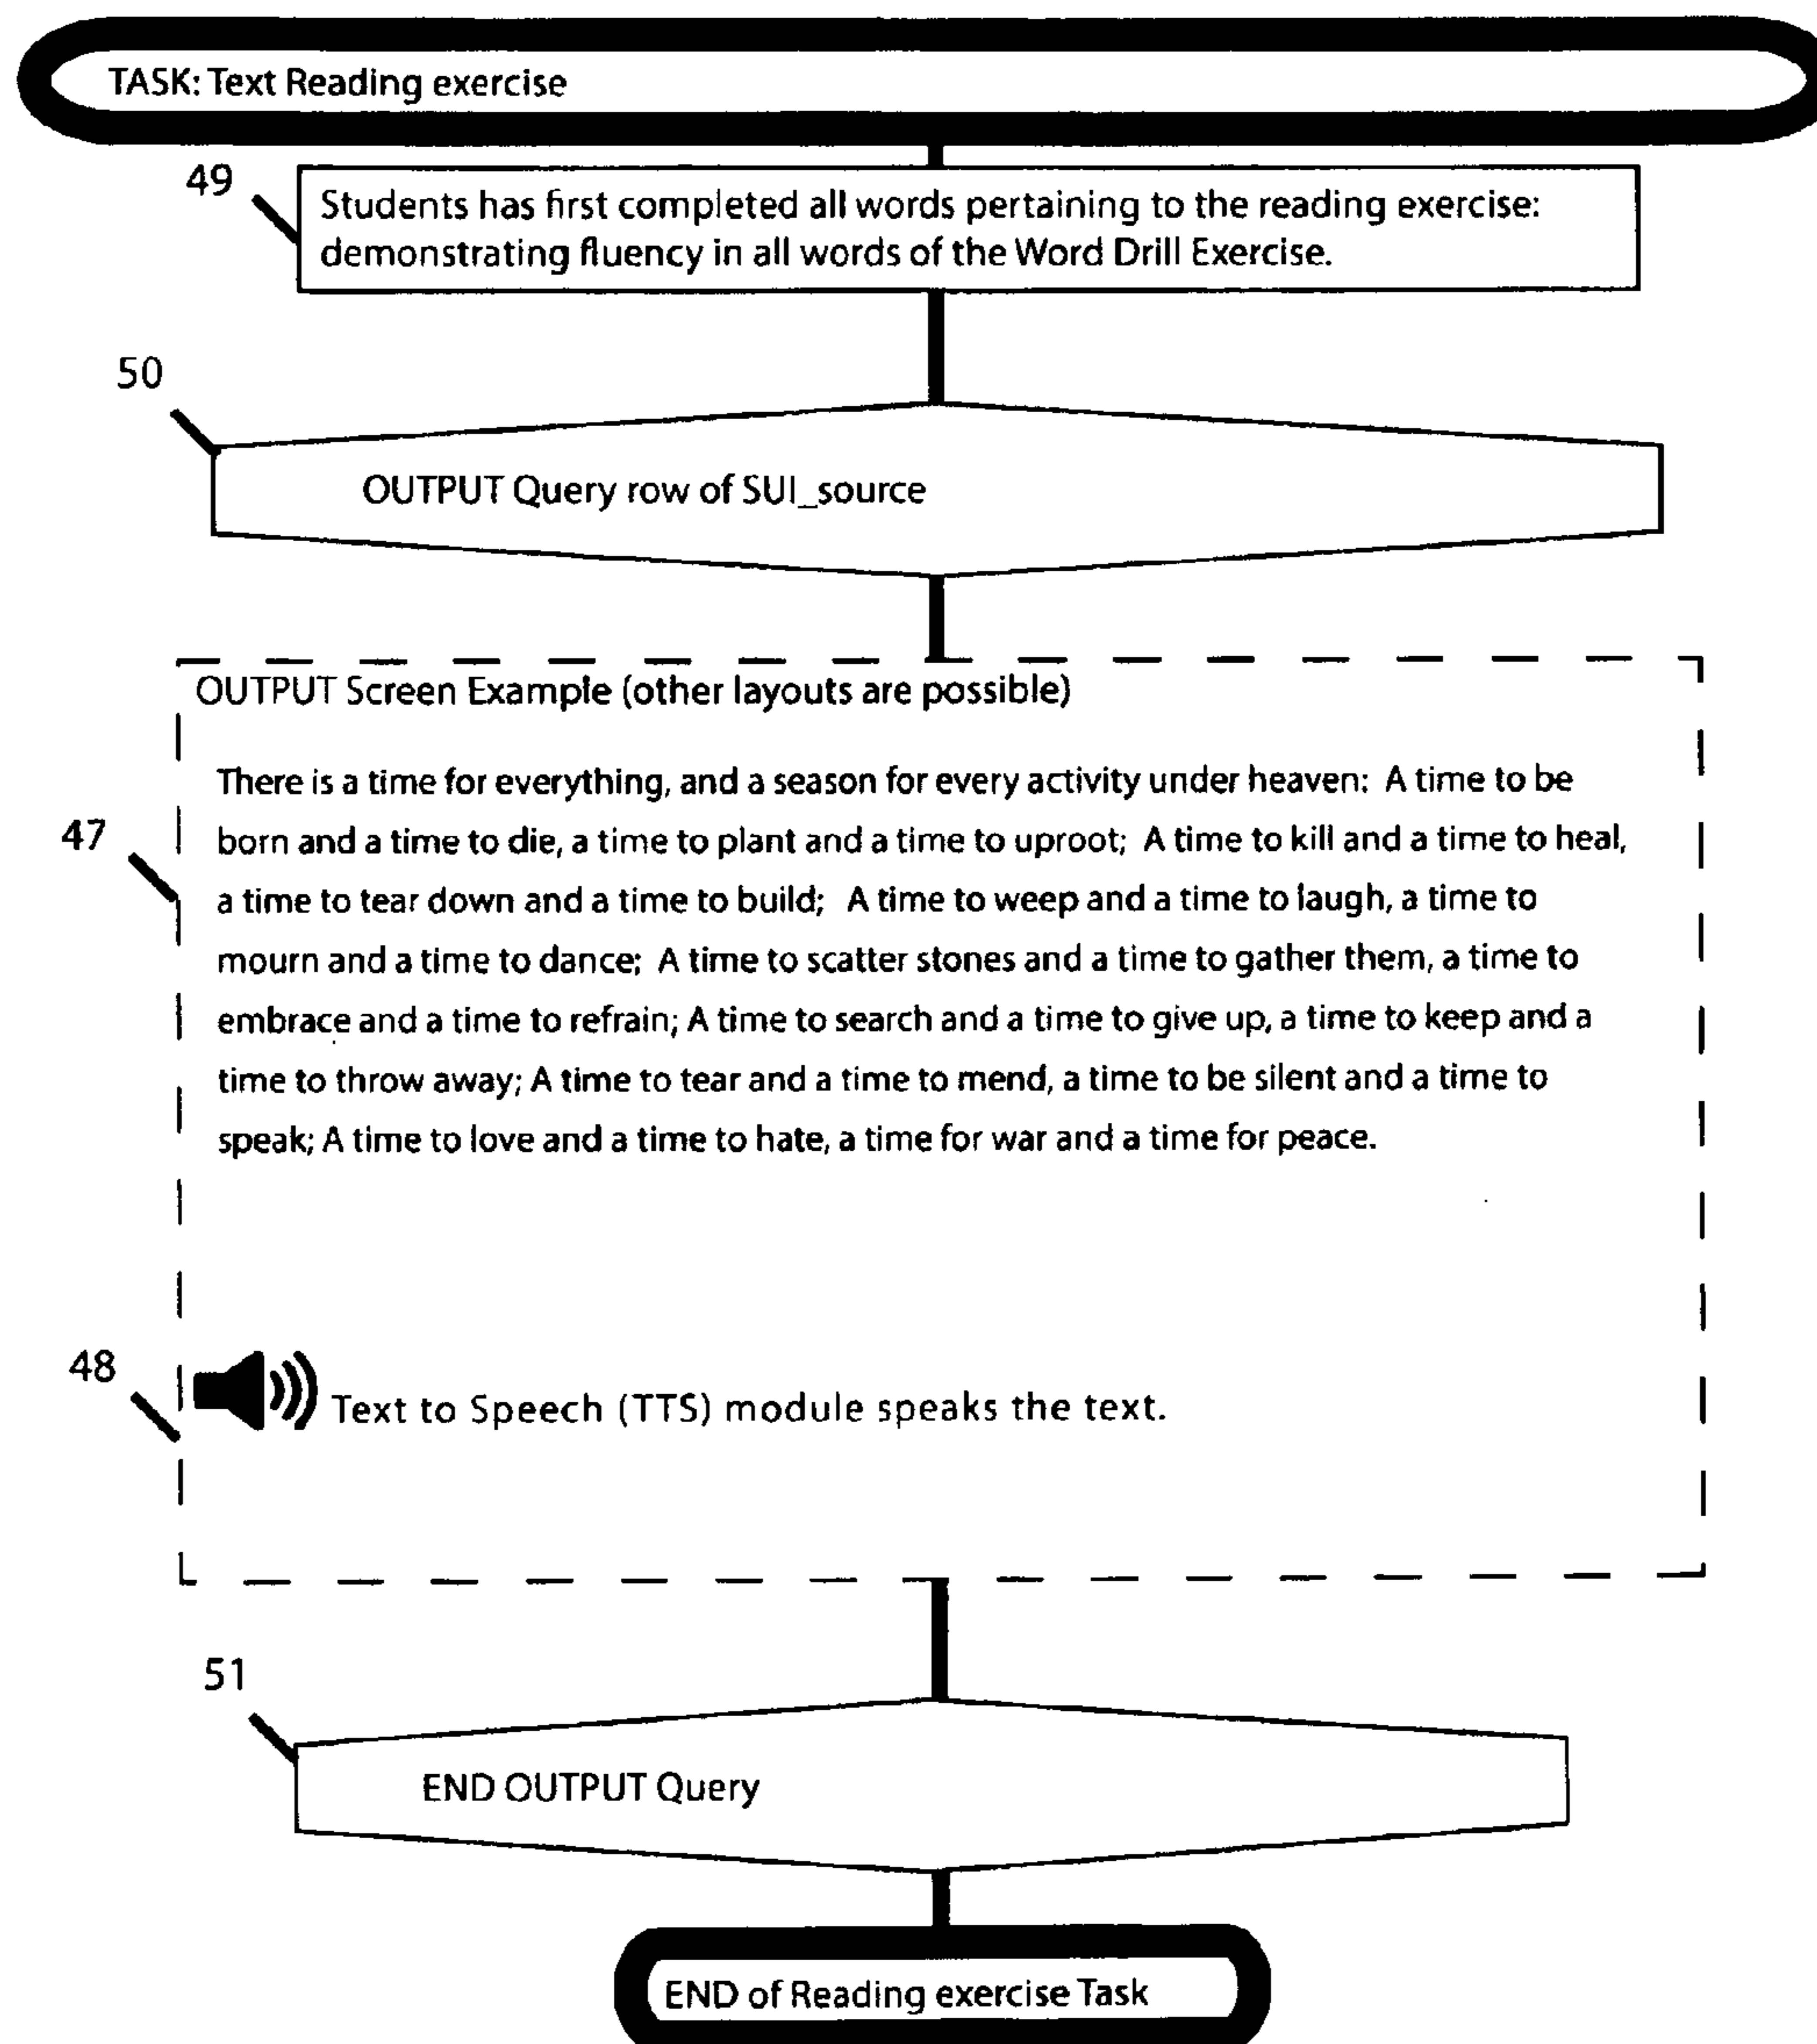 TASK: Text Reading exercise
49
Students has first completed all words pertaining to the reading exercise:
demonstrating fluency in all words of the Word Drill Exercise.
50
OUTPUT Query row of SUI_source
OUTPUT Screen Example (other layouts are possible)
There is a time for everything, and a season for every activity under heaven: A time to be
47
born and a time to die, a time to plant and a time to uproot; A time to kill and a time to heal,
a time to tear down and a time to build; A time to weep and a time to laugh, a time to
mourn and a time to dance; A time to scatter stones and a time to gather them, a time to
embrace and a time to refrain; A time to search and a time to give up, a time to keep and a
time to throw away; A time to tear and a time to mend, a time to be silent and a time to
speak; A time to love and a time to hate, a time for war and a time for peace.
48
Text to Speech (TTS) module speaks the text.
51
END OUTPUT Query
END of Reading exercise Task